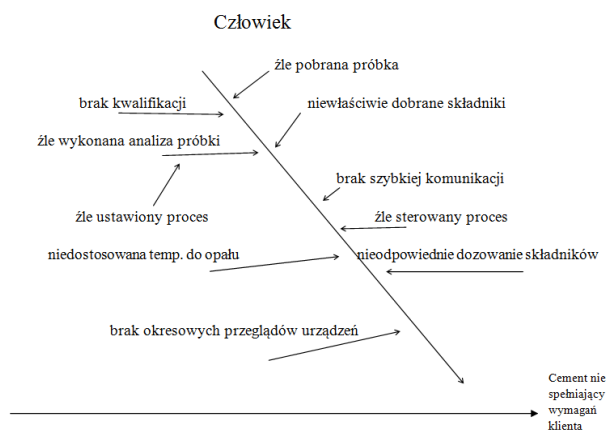 Człowiek
źle pobrana próbka
brak kwalifikacji
niewłaściwie dobrane składniki
źle wykonana analiza próbki
brak szybkiej komunikacji
źle ustawiony proces
źle sterowany proces
niedostosowana temp. do opału
nieodpowiednie dozowanie składników
brak okresowych przeglądów urządzeń
Cement nie
spełniający
wymagań
klienta